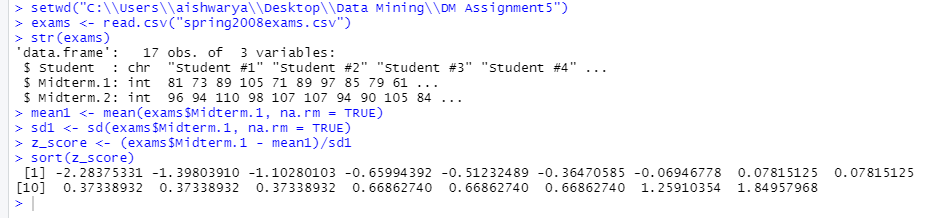 > setwd("C:\\Users\\aishwarya\\Desktop\\Data Mining\\DM Assignment5")
> exams <- read.csv("spring2008exams.csv")
> str(exams)
'data.frame':   17 obs. of  3 variables:
 $ Student  : chr  "Student #1" "Student #2" "Student #3" "Student #4" ...
 $ Midterm.1: int  81 73 89 105 71 89 97 85 79 61 ...
 $ Midterm.2: int  96 94 110 98 107 107 94 90 105 84 ...
> mean1 <- mean(exams$Midterm.1, na.rm = TRUE)
> sd1 <- sd(exams$Midterm.1, na.rm = TRUE)
> z_score <- (exams$Midterm.1 - mean1)/sd1
> sort(z_score)
 [1] -2.28375331 -1.39803910 -1.10280103 -0.65994392 -0.51232489 -0.36470585 -0.06946778  0.07815125  0.07815125
[10]  0.37338932  0.37338932  0.37338932  0.66862740  0.66862740  0.66862740  1.25910354  1.84957968
>